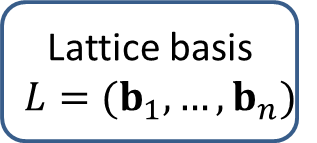 Lattice basis
𝐿 = (𝐛₁, …, 𝐛ₙ)